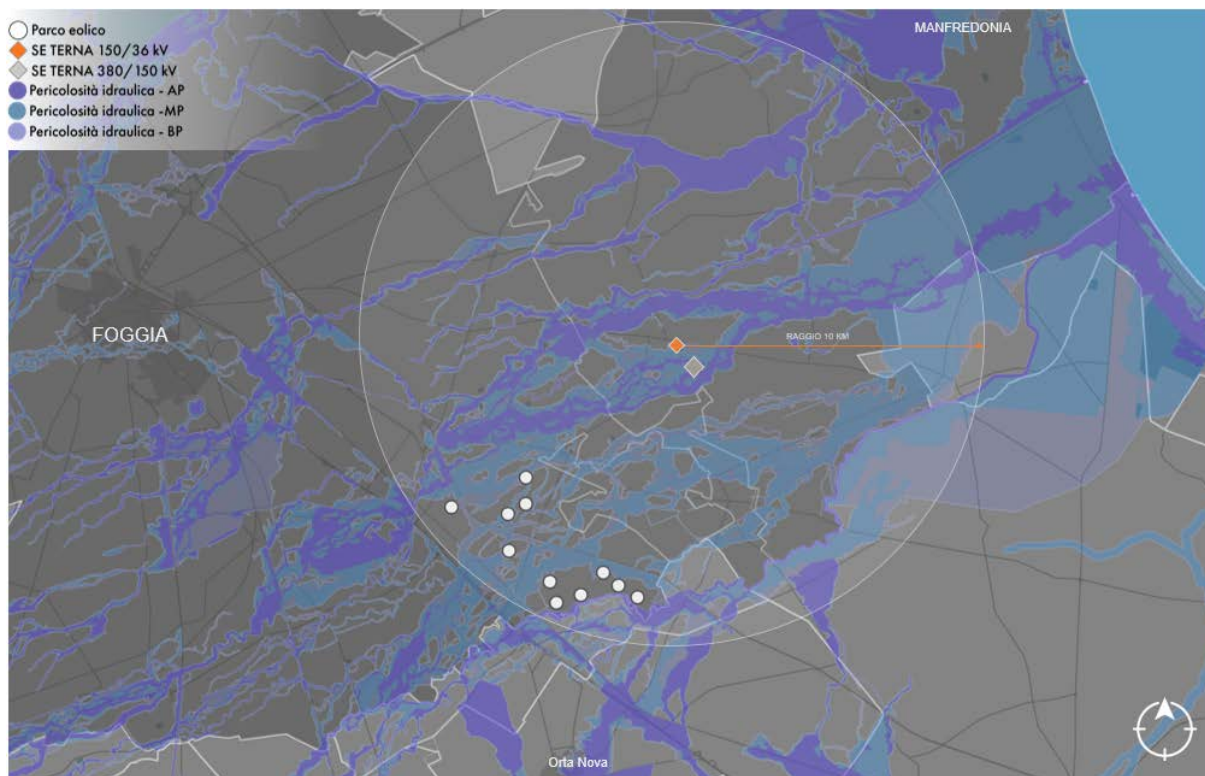 Parco eolico
SE TERNA 150/36 kV
SE TERNA 380/150 kV
Pericolosità idraulica - AP
Pericolosità idraulica -MP
Pericolosità idraulica - BP
MANFREDONIA
FOGGIA
RAGGIO 10 KM
Orta Nova